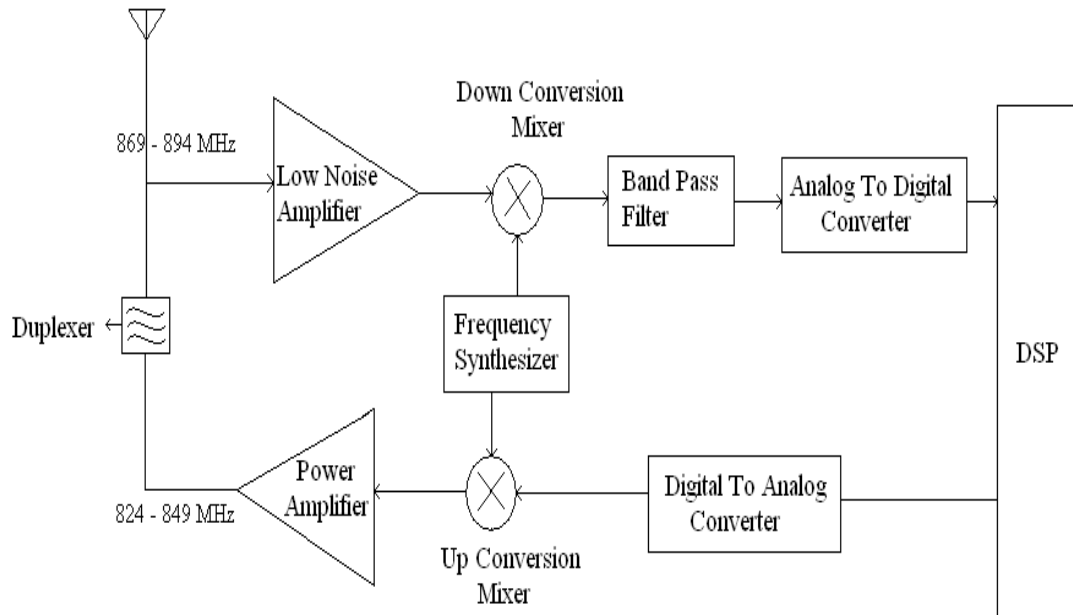 Down Conversion
Mixer
869 - 894 MHz
Low Noise
Amplifier
Band Pass
Filter
Analog To Digital
Converter
Duplexer
Frequency
Synthesizer
DSP
Power
Amplifier
Digital To Analog
Converter
824 - 849 MHz
Up Conversion
Mixer